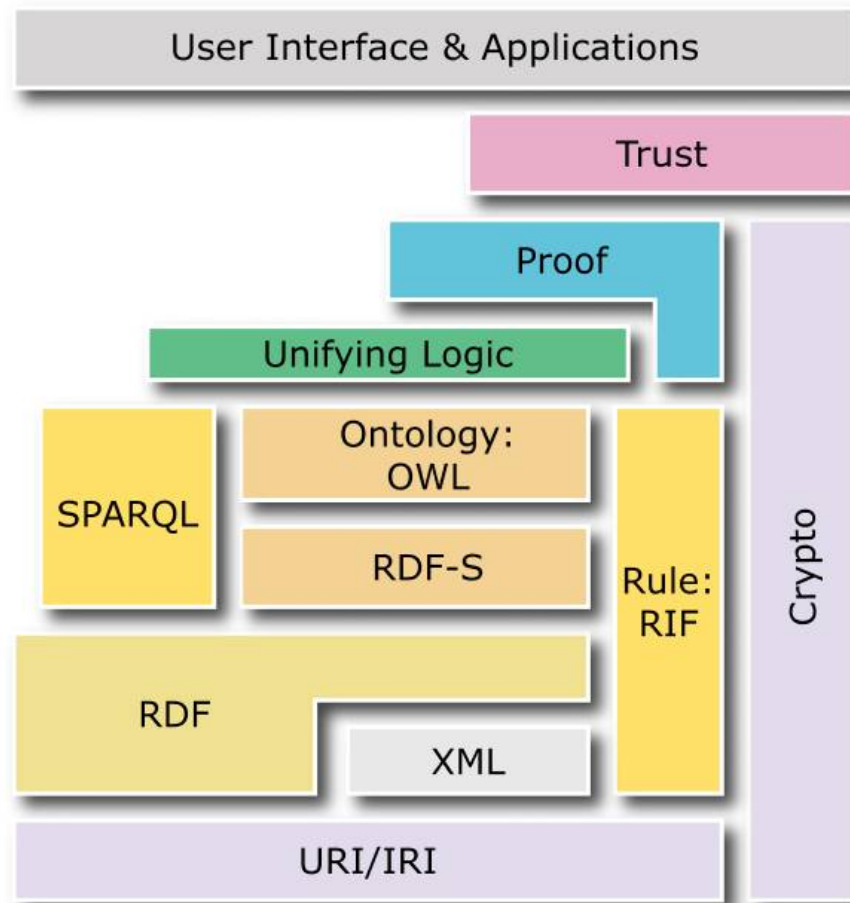 User Interface & Applications
Trust
Proof
Unifying Logic
Ontology:
OWL
SPARQL
RDF-S
Rule:
RIF
Crypto
RDF
XML
URI/IRI